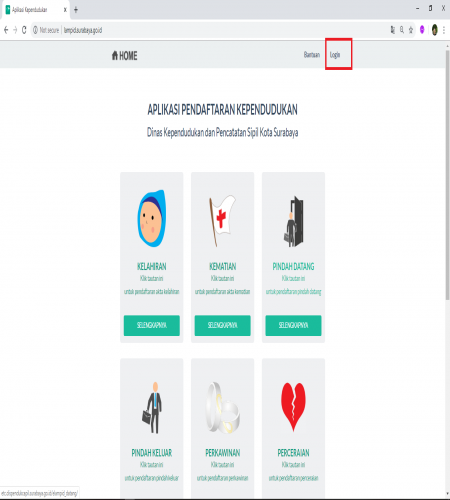 Aplikasi Kependudukan
Not secure | lampid.surabaya.go.id
HOME
Bantuan
Login
APLIKASI PENDAFTARAN KEPENDUDUKAN
Dinas Kependudukan dan Pencatatan Sipil Kota Surabaya
KELAHIRAN
Klik tautan ini
untuk pendaftaran akta kelahiran
SELENGKAPNYA
KEMATIAN
Klik tautan ini
untuk pendaftaran akta kematian
SELENGKAPNYA
PINDAH DATANG
Klik tautan ini
untuk pendaftaran pindah datang
SELENGKAPNYA
PINDAH KELUAR
Klik tautan ini
untuk pendaftaran pindah keluar
PERKAWINAN
Klik tautan ini
untuk pendaftaran perkawinan
PERCERAIAN
Klik tautan ini
untuk pendaftaran perceraian